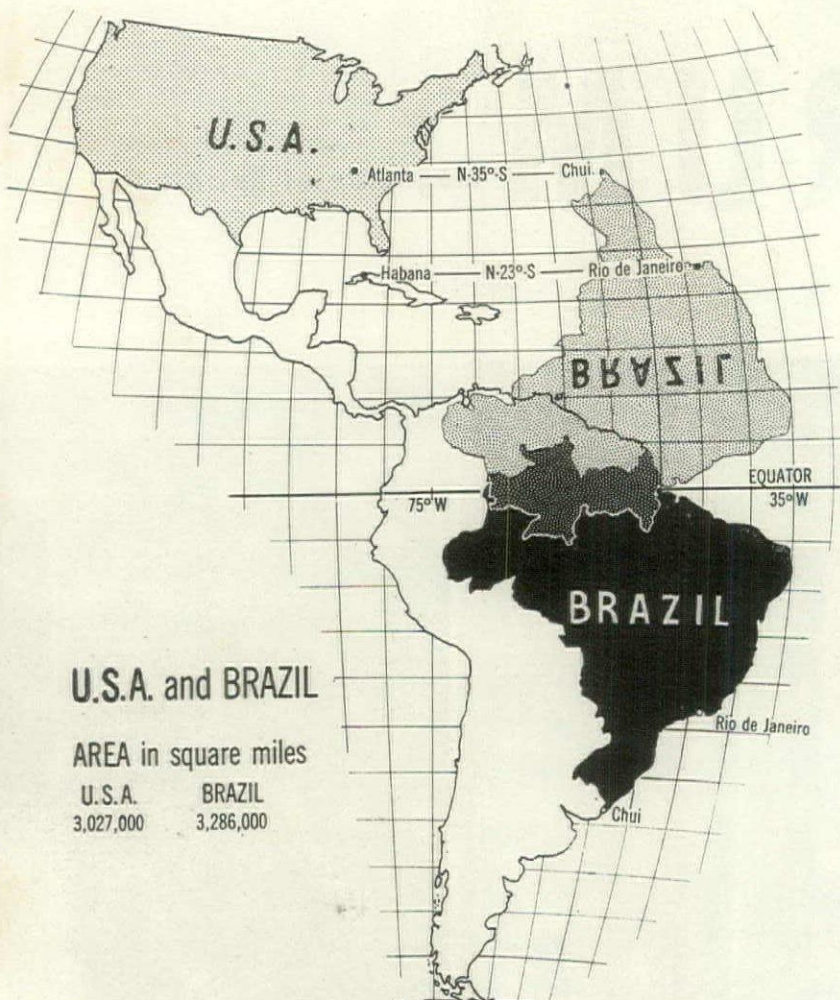 U.S.A.
Atlanta — N-35°-S — Chui
Habana — N-23°-S — Rio de Janeiro
BRAZIL
EQUATOR
75° W
35° W
BRAZIL
U.S.A. and BRAZIL
Rio de Janeiro
AREA in square miles
U.S.A. BRAZIL
3,027,000 3,286,000
Chui